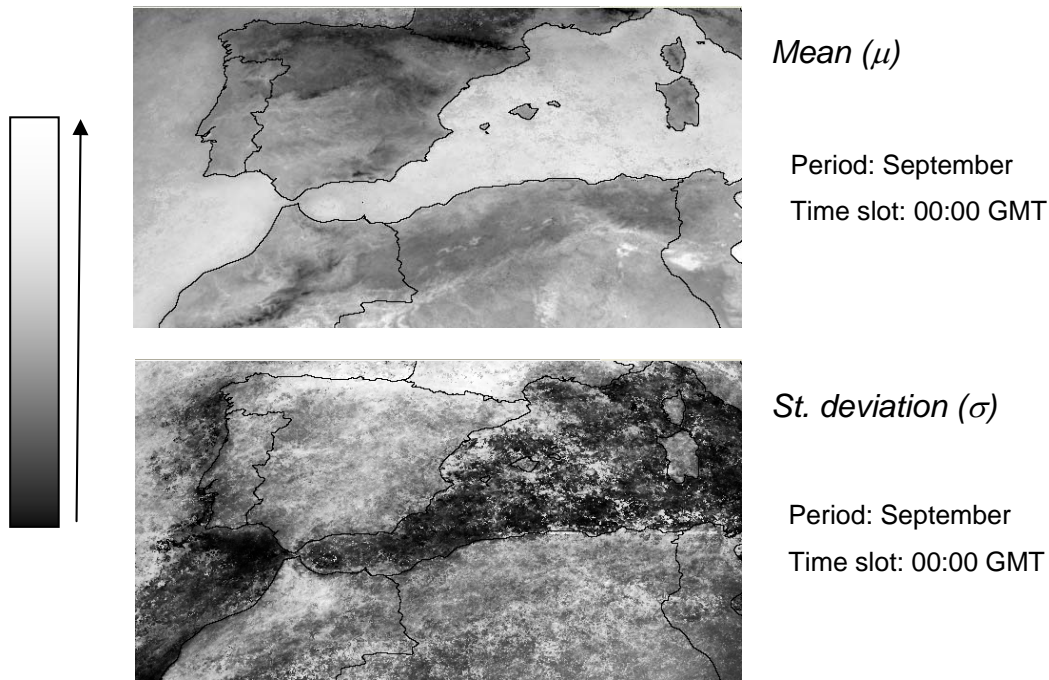 Mean (μ)
Period: September
Time slot: 00:00 GMT
St. deviation (σ)
Period: September
Time slot: 00:00 GMT